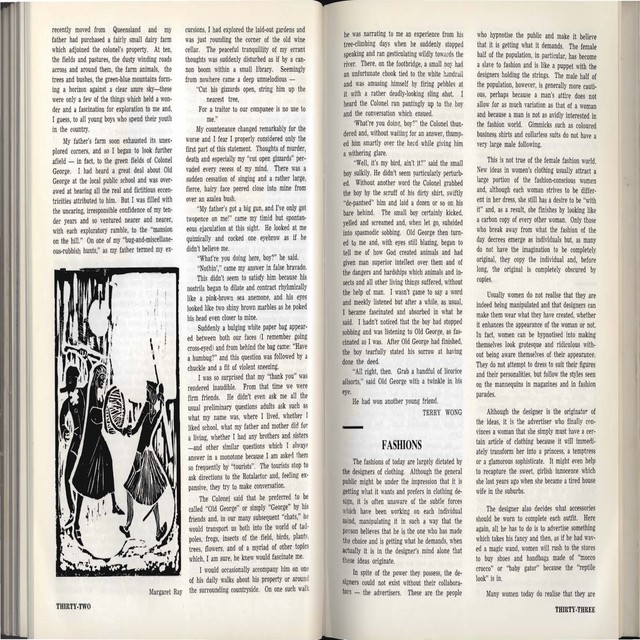 recently moved from Queensland and my
father had purchased a fairly small dairy farm
which adjoined the colonel's property. At ten,
the fields and pastures, the dusty winding roads
across and around them, the farm animals, the
trees and bushes, the green-blue mountains form-
ing a horizon against a clear azure sky—these
were only a few of the things which held a won-
der and a fascination for exploration to me and,
I guess, to all young boys who spend their youth
in the country.
My father's farm soon exhausted its unex-
plored corners, and so I began to look farther
afield — in fact, to the green fields of Colonel
George. I had heard a great deal about Old
George at the local public school and was over-
awed at hearing all the real and fictitious eccen-
tricities attributed to him. But I was filled with
the uncaring, irresponsible confidence of my ten-
der years and so ventured nearer and nearer,
with each exploratory ramble, to the "mansion
on the hill." On one of my "bug-and-miscellane-
ous-rubbish hunts," as my father termed my ex-
Margaret Ray
THIRTY-TWO
cursions, I had explored the laid-out gardens and
was just rounding the corner of the old wine
cellar. The peaceful tranquillity of my errant
thoughts was suddenly disturbed as if by a can-
non boom within a small library. Seemingly
from nowhere came a deep unmelodious —
"Cut his gizzards open, string him up the
nearest tree,
For a traitor to our companee is no use to
me."
My countenance changed remarkably for the
worse and I fear I properly considered only the
first part of this statement. Thoughts of murder,
death and especially my "cut open gizzards" per-
vaded every recess of my mind. There was a
sudden cessation of singing and a rather large,
fierce, hairy face peered close into mine from
over an azalea bush.
"My father's got a big gun, and I've only got
twopence on me!" came my timid but spontan-
eous ejaculation at this sight. He looked at me
quizzically and cocked one eyebrow as if he
didn't believe me.
"What're you doing here, boy?" he said.
"Nothin'," came my answer in false bravado.
This didn't seem to satisfy him because his
nostrils began to dilate and contract rhythmically
like a pink-brown sea anemone, and his eyes
looked like two shiny brown marbles as he poked
his head even closer to mine.
Suddenly a bulging white paper bag appear-
ed between both our faces (I remember going
cross-eyed) and from behind the bag came: "Have
a humbug?" and this question was followed by a
chuckle and a fit of violent sneezing.
I was so surprised that my "thank you" was
rendered inaudible. From that time we were
firm friends. He didn't even ask me all the
usual preliminary questions adults ask such as
what my name was, where I lived, whether I
liked school, what my father and mother did for
a living, whether I had any brothers and sisters
—and other similar questions which I always
answer in a monotone because I am asked them
so frequently by "tourists". The tourists stop to
ask directions to the Rotalactor and, feeling ex-
pansive, they try to make conversation.
The Colonel said that he preferred to be
called "Old George" or simply "George" by his
friends and, in our many subsequent "chats," he
would transport us both into the world of tad-
poles, frogs, insects of the field, birds, plants,
trees, flowers, and of a myriad of other topics
which, I am sure, he knew would fascinate me.
I would occasionally accompany him on one
of his daily walks about his property or around
the surrounding countryside. On one such walk
he was narrating to me an experience from his
tree-climbing days when he suddenly stopped
speaking and ran gesticulating wildly towards the
river. There, on the footbridge, a small boy had
an unfortunate chook tied to the white handrail
and was amusing himself by firing pebbles at
it with a rather deadly-looking sling shot. I
heard the Colonel run pantingly up to the boy
and the conversation which ensued.
"What're you doing, boy?" the Colonel thun-
dered and, without waiting for an answer, thump-
ed him smartly over the head while giving him
a withering glare.
"Well, it's my bird, ain't it?" said the small
boy sulkily. He didn't seem particularly perturb-
ed. Without another word the Colonel grabbed
the boy by the scruff of his dirty shirt, swiftly
"de-pantsed" him and laid a dozen or so on his
bare behind. The small boy certainly kicked,
yelled and screamed and, when let go, subsided
into spasmodic sobbing. Old George then turn-
ed to me and, with eyes still blazing, began to
tell me of how God created animals and had
given man superior intellect over them and of
the dangers and hardships which animals and in-
sects and all other living things suffered, without
the help of man. I wasn't game to say a word
and meekly listened but after a while, as usual,
I became fascinated and absorbed in what he
said. I hadn't noticed that the boy had stopped
sobbing and was listening to Old George, as fas-
cinated as I was. After Old George had finished,
the boy tearfully stated his sorrow at having
done the deed.
"All right, then. Grab a handful of licorice
allsorts," said Old George with a twinkle in his
eye.
He had won another young friend.
TERRY WONG
FASHIONS
The fashions of today are largely dictated by
the designers of clothing. Although the general
public might be under the impression that it is
getting what it wants and prefers in clothing de-
sign, it is often unaware of the subtle forces
which have been working on each individual
mind, manipulating it in such a way that the
person believes that he is the one who has made
the choice and is getting what he demands, when
actually it is in the designer's mind alone that
these ideas originate.
In spite of the power they possess, the de-
signers could not exist without their collabora-
tors — the advertisers. These are the people
who hypnotise the public and make it believe
that it is getting what it demands. The female
half of the population, in particular, has become
a slave to fashion and is like a puppet with the
designers holding the strings. The male half of
the population, however, is generally more cauti-
ous, perhaps because a man's attire does not
allow for as much variation as that of a woman
and because a man is not as avidly interested in
the fashion world. Gimmicks such as coloured
business shirts and collarless suits do not have a
very large male following.
This is not true of the female fashion world.
New ideas in women's clothing usually attract a
large portion of the fashion-conscious women
and, although each woman strives to be differ-
ent in her dress, she still has a desire to be "with
it" and, as a result, she finishes by looking like
a carbon copy of every other woman. Only those
who break away from what the fashion of the
day decrees emerge as individuals but, as many
do not have the imagination to be completely
original, they copy the individual and, before
long, the original is completely obscured by
copies.
Usually women do not realise that they are
indeed being manipulated and that designers can
make them wear what they have created, whether
it enhances the appearance of the woman or not.
In fact, women can be hypnotised into making
themselves look grotesque and ridiculous with-
out being aware themselves of their appearance.
They do not attempt to dress to suit their figures
and their personalities, but follow the styles seen
on the mannequins in magazines and in fashion
parades.
Although the designer is the originator of
the ideas, it is the advertiser who finally con-
vinces a woman that she simply must have a cer-
tain article of clothing because it will immedi-
ately transform her into a princess, a temptress
or a glamorous sophisticate. It might even help
to recapture the sweet, girlish innocence which
she lost years when she became a tired house
wife in the suburbs.
The designer also decides what accessories
should be worn to complete each outfit. Here
again, all he has to do is to advertise something
which takes his fancy and then, as if he had wav-
ed a magic wand, women will rush to the stores
to buy shoes and handbags made of "mocco
crocco" or "baby gator" because the "reptile
look" is in.
Many women today do realise that they are
THIRTY-THREE